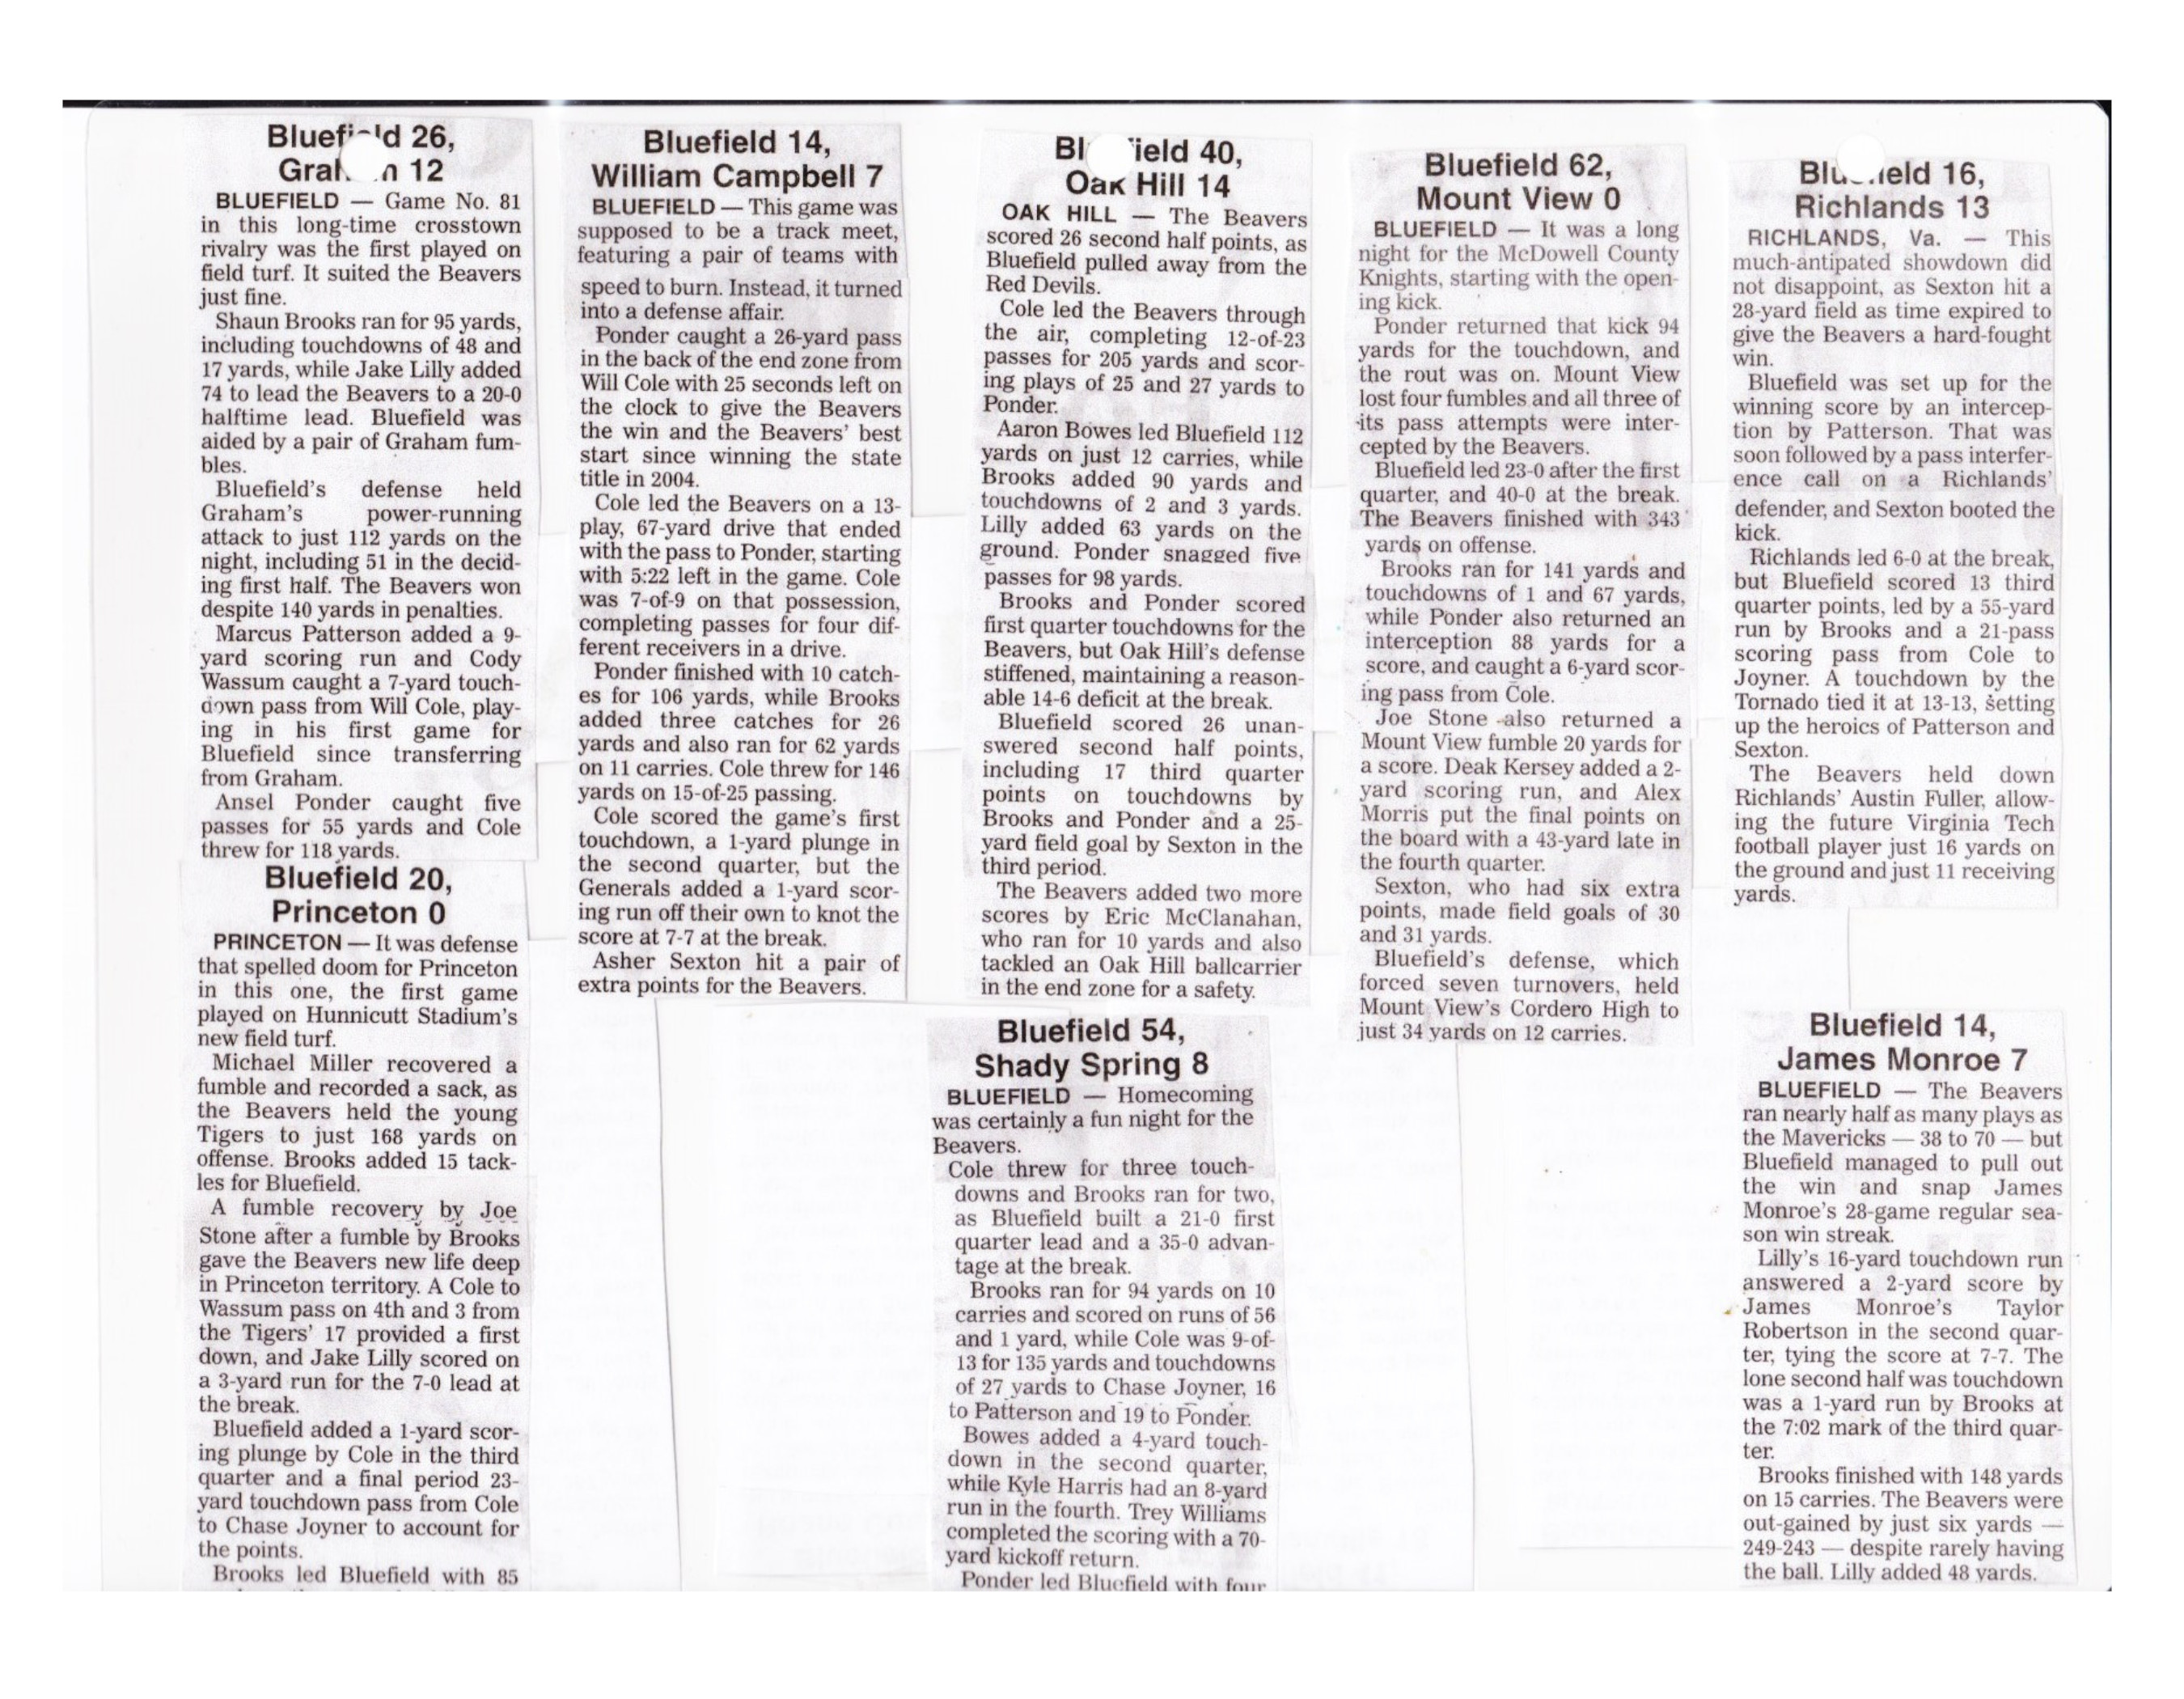 Bluefield 26,
Graham 12
BLUEFIELD — Game No. 81
in this long-time crosstown
rivalry was the first played on
field turf. It suited the Beavers
just fine.
Shaun Brooks ran for 95 yards,
including touchdowns of 48 and
17 yards, while Jake Lilly added
74 to lead the Beavers to a 20-0
halftime lead. Bluefield was
aided by a pair of Graham fum-
bles.
Bluefield's defense held
Graham's power-running
attack to just 112 yards on the
night, including 51 in the decid-
ing first half. The Beavers won
despite 140 yards in penalties.
Marcus Patterson added a 9-
yard scoring run and Cody
Wassum caught a 7-yard touch-
down pass from Will Cole, play-
ing in his first game for
Bluefield since transferring
from Graham.
Ansel Ponder caught five
passes for 55 yards and Cole
threw for 118 yards.
Bluefield 20,
Princeton 0
PRINCETON — It was defense
that spelled doom for Princeton
in this one, the first game
played on Hunnicutt Stadium's
new field turf.
Michael Miller recovered a
fumble and recorded a sack, as
the Beavers held the young
Tigers to just 168 yards on
offense. Brooks added 15 tack-
les for Bluefield.
A fumble recovery by Joe
Stone after a fumble by Brooks
gave the Beavers new life deep
in Princeton territory. A Cole to
Wassum pass on 4th and 3 from
the Tigers' 17 provided a first
down, and Jake Lilly scored on
a 3-yard run for the 7-0 lead at
the break.
Bluefield added a 1-yard scor-
ing plunge by Cole in the third
quarter and a final period 23-
yard touchdown pass from Cole
to Chase Joyner to account for
the points.
Brooks led Bluefield with 85
Bluefield 14,
William Campbell 7
BLUEFIELD — This game was
supposed to be a track meet,
featuring a pair of teams with
speed to burn. Instead, it turned
into a defense affair.
Ponder caught a 26-yard pass
in the back of the end zone from
Will Cole with 25 seconds left on
the clock to give the Beavers
the win and the Beavers' best
start since winning the state
title in 2004.
Cole led the Beavers on a 13-
play, 67-yard drive that ended
with the pass to Ponder, starting
with 5:22 left in the game. Cole
was 7-of-9 on that possession,
completing passes for four dif-
ferent receivers in a drive.
Ponder finished with 10 catch-
es for 106 yards, while Brooks
added three catches for 26
yards and also ran for 62 yards
on 11 carries. Cole threw for 146
yards on 15-of-25 passing.
Cole scored the game's first
touchdown, a 1-yard plunge in
the second quarter, but the
Generals added a 1-yard scor-
ing run off their own to knot the
score at 7-7 at the break.
Asher Sexton hit a pair of
extra points for the Beavers.
Bluefield 40,
Oak Hill 14
OAK HILL — The Beavers
scored 26 second half points, as
Bluefield pulled away from the
Red Devils.
Cole led the Beavers through
the air, completing 12-of-23
passes for 205 yards and scor-
ing plays of 25 and 27 yards to
Ponder.
Aaron Bowes led Bluefield 112
yards on just 12 carries, while
Brooks added 90 yards and
touchdowns of 2 and 3 yards.
Lilly added 63 yards on the
ground. Ponder snagged five
passes for 98 yards.
Brooks and Ponder scored
first quarter touchdowns for the
Beavers, but Oak Hill's defense
stiffened, maintaining a reason-
able 14-6 deficit at the break.
Bluefield scored 26 unan-
swered second half points,
including 17 third quarter
points on touchdowns by
Brooks and Ponder and a 25-
yard field goal by Sexton in the
third period.
The Beavers added two more
scores by Eric McClanahan,
who ran for 10 yards and also
tackled an Oak Hill ballcarrier
in the end zone for a safety.
Bluefield 54,
Shady Spring 8
BLUEFIELD — Homecoming
was certainly a fun night for the
Beavers.
Cole threw for three touch-
downs and Brooks ran for two,
as Bluefield built a 21-0 first
quarter lead and a 35-0 advan-
tage at the break.
Brooks ran for 94 yards on 10
carries and scored on runs of 56
and 1 yard, while Cole was 9-of-
13 for 135 yards and touchdowns
of 27 yards to Chase Joyner, 16
to Patterson and 19 to Ponder.
Bowes added a 4-yard touch-
down in the second quarter,
while Kyle Harris had an 8-yard
run in the fourth. Trey Williams
completed the scoring with a 70-
yard kickoff return.
Ponder led Bluefield with four
Bluefield 62,
Mount View 0
BLUEFIELD — It was a long
night for the McDowell County
Knights, starting with the open-
ing kick.
Ponder returned that kick 94
yards for the touchdown, and
the rout was on. Mount View
lost four fumbles and all three of
its pass attempts were inter-
cepted by the Beavers.
Bluefield led 23-0 after the first
quarter, and 40-0 at the break.
The Beavers finished with 343
yards on offense.
Brooks ran for 141 yards and
touchdowns of 1 and 67 yards,
while Ponder also returned an
interception 88 yards for a
score, and caught a 6-yard scor-
ing pass from Cole.
Joe Stone also returned a
Mount View fumble 20 yards for
a score. Deak Kersey added a 2-
yard scoring run, and Alex
Morris put the final points on
the board with a 43-yard late in
the fourth quarter.
Sexton, who had six extra
points, made field goals of 30
and 31 yards.
Bluefield's defense, which
forced seven turnovers, held
Mount View's Cordero High to
just 34 yards on 12 carries.
Bluefield 16,
Richlands 13
RICHLANDS, Va. — This
much-antipated showdown did
not disappoint, as Sexton hit a
28-yard field as time expired to
give the Beavers a hard-fought
win.
Bluefield was set up for the
winning score by an intercep-
tion by Patterson. That was
soon followed by a pass interfer-
ence call on a Richlands'
defender, and Sexton booted the
kick.
Richlands led 6-0 at the break,
but Bluefield scored 13 third
quarter points, led by a 55-yard
run by Brooks and a 21-pass
scoring pass from Cole to
Joyner. A touchdown by the
Tornado tied it at 13-13, setting
up the heroics of Patterson and
Sexton.
The Beavers held down
Richlands' Austin Fuller, allow-
ing the future Virginia Tech
football player just 16 yards on
the ground and just 11 receiving
yards.
Bluefield 14,
James Monroe 7
BLUEFIELD — The Beavers
ran nearly half as many plays as
the Mavericks — 38 to 70 — but
Bluefield managed to pull out
the win and snap James
Monroe's 28-game regular sea-
son win streak.
Lilly's 16-yard touchdown run
answered a 2-yard score by
James Monroe's Taylor
Robertson in the second quar-
ter, tying the score at 7-7. The
lone second half was touchdown
was a 1-yard run by Brooks at
the 7:02 mark of the third quar-
ter.
Brooks finished with 148 yards
on 15 carries. The Beavers were
out-gained by just six yards —
249-243 — despite rarely having
the ball. Lilly added 48 yards.